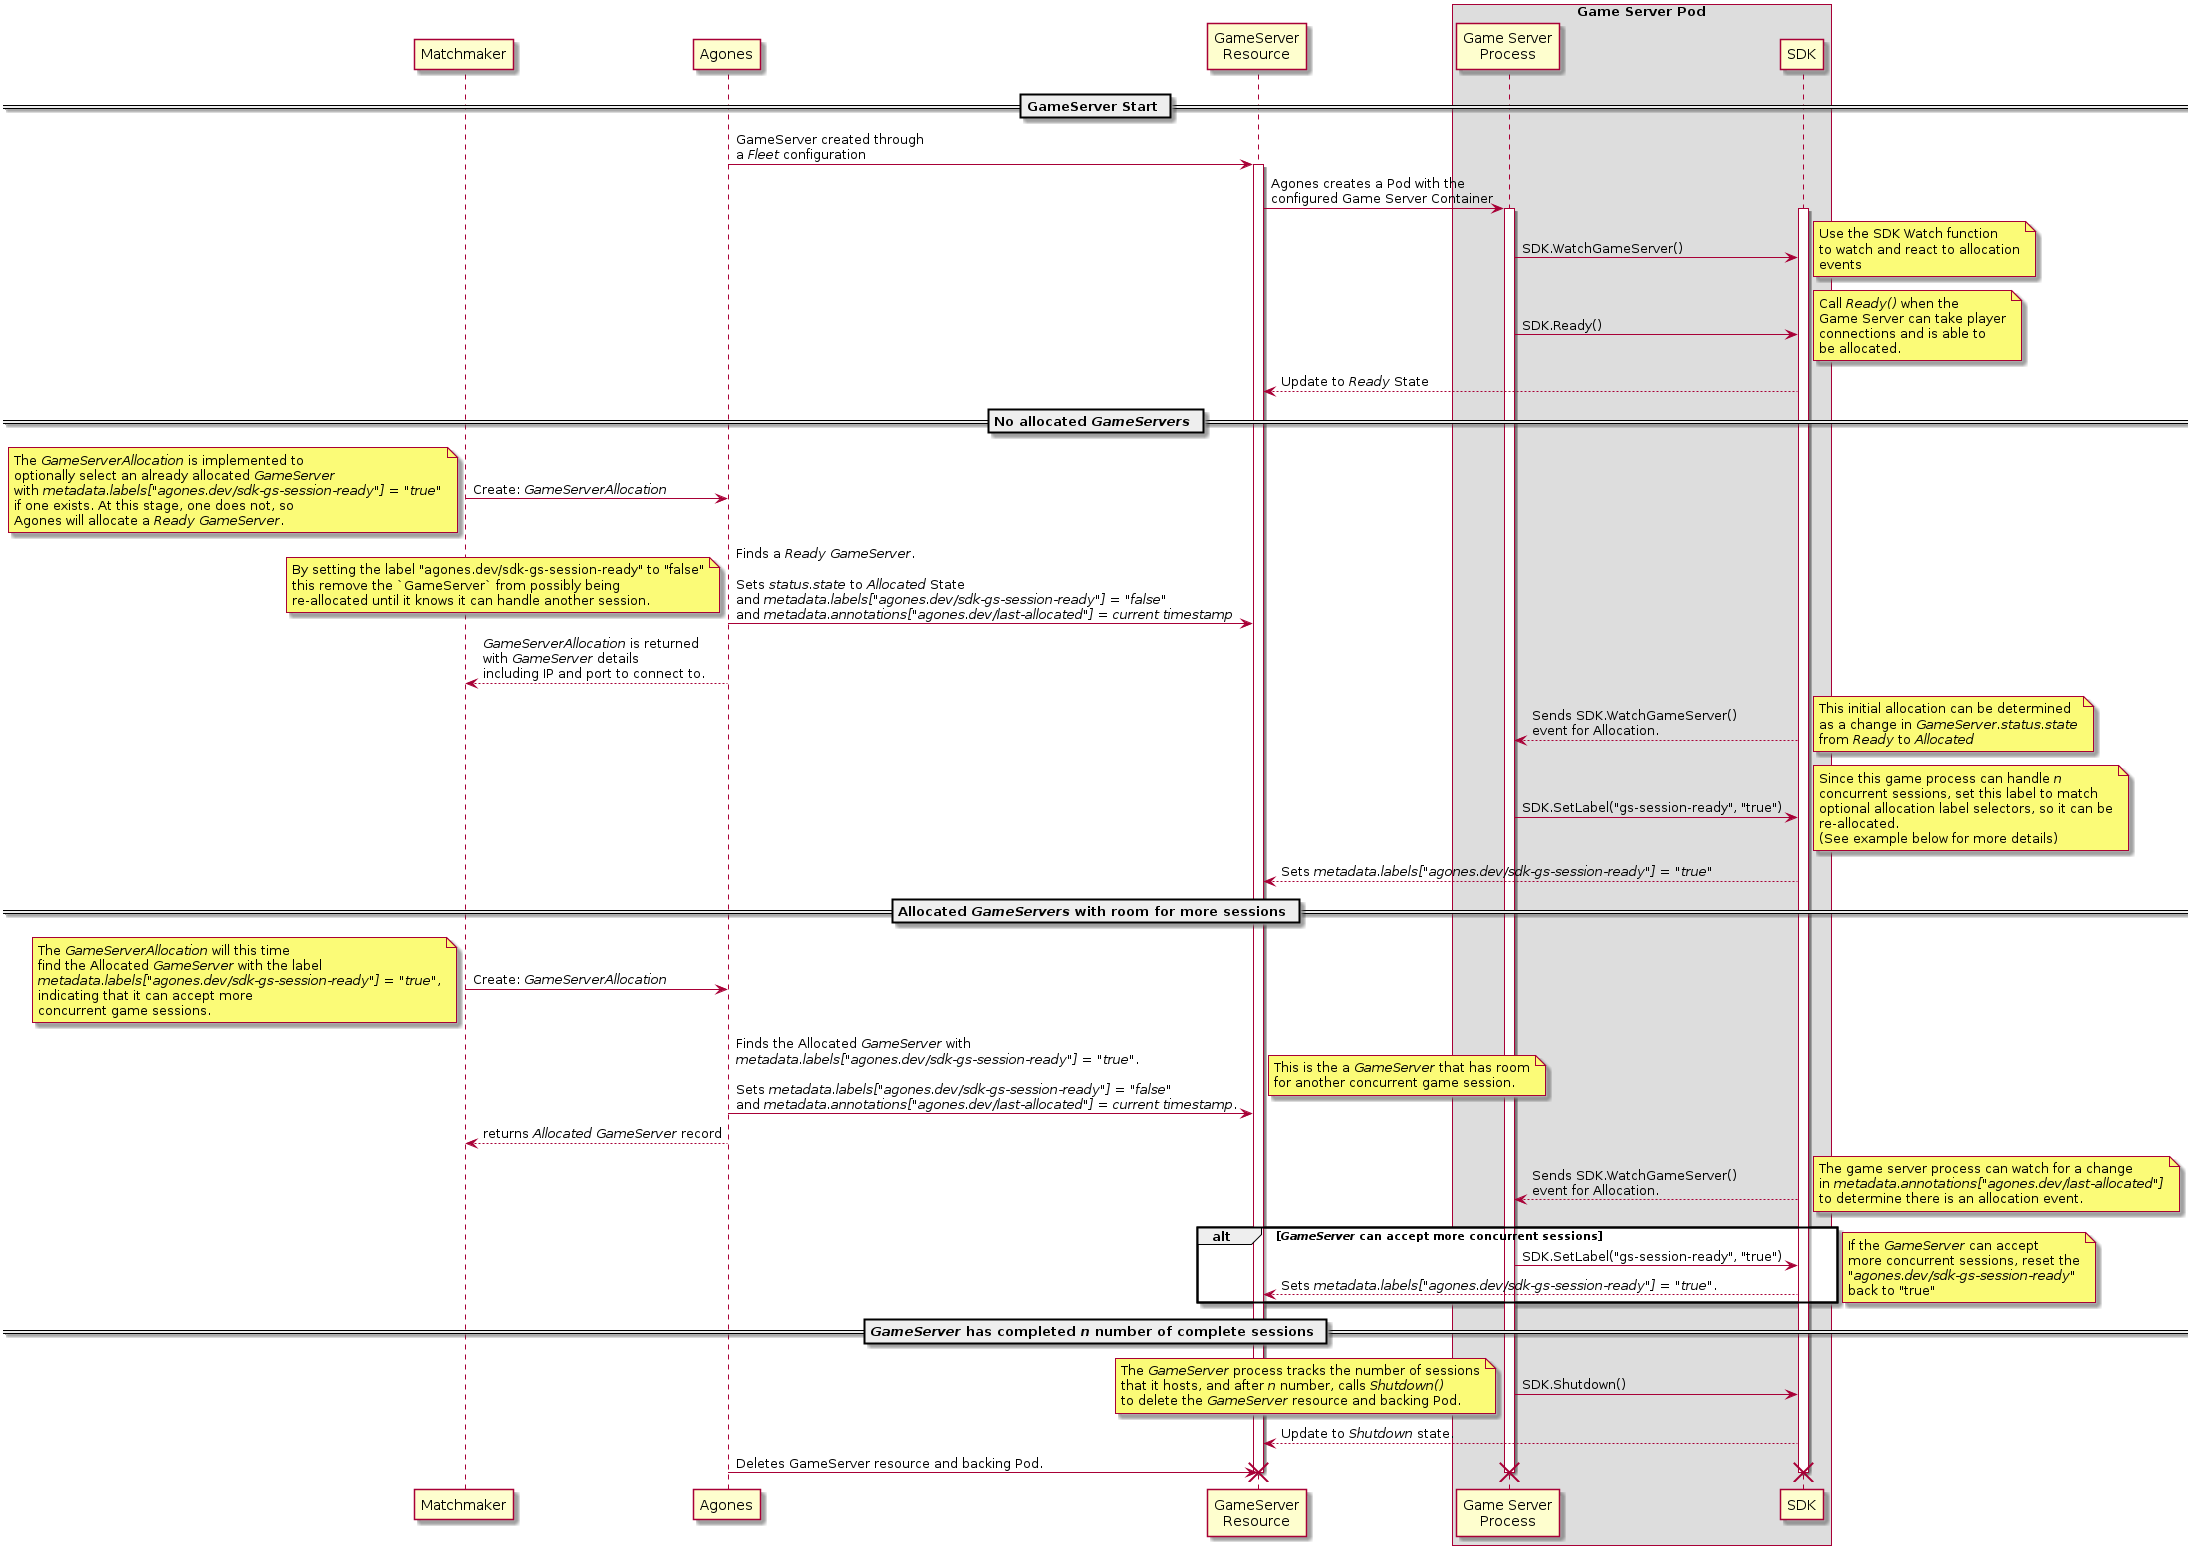 Game Server Pod
Matchmaker
Agones
GameServer
Resource
Game Server
Process
SDK
GameServer Start
GameServer created through
a Fleet configuration
Agones creates a Pod with the
configured Game Server Container
SDK.WatchGameServer()
Use the SDK Watch function
to watch and react to allocation
events
SDK.Ready()
Call Ready() when the
Game Server can take player
connections and is able to
be allocated.
Update to Ready State
No allocated GameServers
The GameServerAllocation is implemented to
optionally select an already allocated GameServer
with metadata.labels["agones.dev/sdk-gs-session-ready"] = "true"
if one exists. At this stage, one does not, so
Agones will allocate a Ready GameServer.
Create: GameServerAllocation
By setting the label "agones.dev/sdk-gs-session-ready" to "false"
this remove the `GameServer` from possibly being
re-allocated until it knows it can handle another session.
Finds a Ready GameServer.
Sets status.state to Allocated State
and metadata.labels["agones.dev/sdk-gs-session-ready"] = "false"
and metadata.annotations["agones.dev/last-allocated"] = current timestamp
GameServerAllocation is returned
with GameServer details
including IP and port to connect to.
Sends SDK.WatchGameServer()
event for Allocation.
This initial allocation can be determined
as a change in GameServer.status.state
from Ready to Allocated
SDK.SetLabel("gs-session-ready", "true")
Since this game process can handle n
concurrent sessions, set this label to match
optional allocation label selectors, so it can be
re-allocated.
(See example below for more details)
Sets metadata.labels["agones.dev/sdk-gs-session-ready"] = "true"
Allocated GameServers with room for more sessions
The GameServerAllocation will this time
find the Allocated GameServer with the label
metadata.labels["agones.dev/sdk-gs-session-ready"] = "true",
indicating that it can accept more
concurrent game sessions.
Create: GameServerAllocation
Finds the Allocated GameServer with
metadata.labels["agones.dev/sdk-gs-session-ready"] = "true".
Sets metadata.labels["agones.dev/sdk-gs-session-ready"] = "false"
and metadata.annotations["agones.dev/last-allocated"] = current timestamp.
This is the a GameServer that has room
for another concurrent game session.
returns Allocated GameServer record
Sends SDK.WatchGameServer()
event for Allocation.
The game server process can watch for a change
in metadata.annotations["agones.dev/last-allocated"]
to determine there is an allocation event.
alt
[GameServer can accept more concurrent sessions]
SDK.SetLabel("gs-session-ready", "true")
Sets metadata.labels["agones.dev/sdk-gs-session-ready"] = "true".
If the GameServer can accept
more concurrent sessions, reset the
"agones.dev/sdk-gs-session-ready"
back to "true"
GameServer has completed n number of complete sessions
The GameServer process tracks the number of sessions
that it hosts, and after n number, calls Shutdown()
to delete the GameServer resource and backing Pod.
SDK.Shutdown()
Update to Shutdown state
Deletes GameServer resource and backing Pod.
Matchmaker
Agones
GameServer
Resource
Game Server
Process
SDK